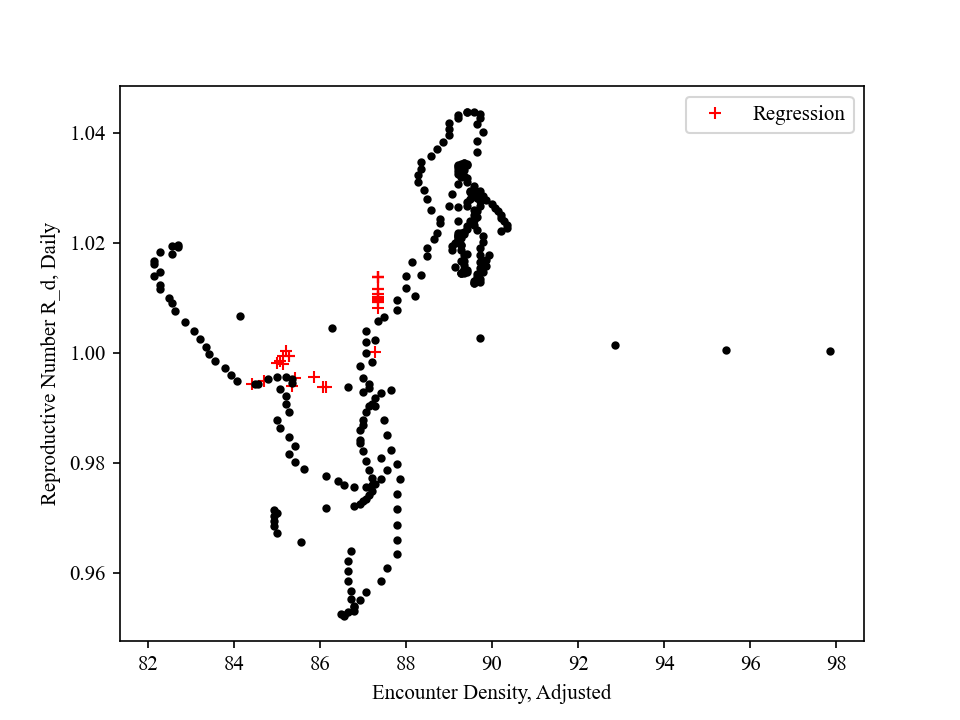 Regression
1.04
1.02
1.00
0.98
0.96
Reproductive Number R_d, Daily
82 84 86 88 90 92 94 96 98
Encounter Density, Adjusted